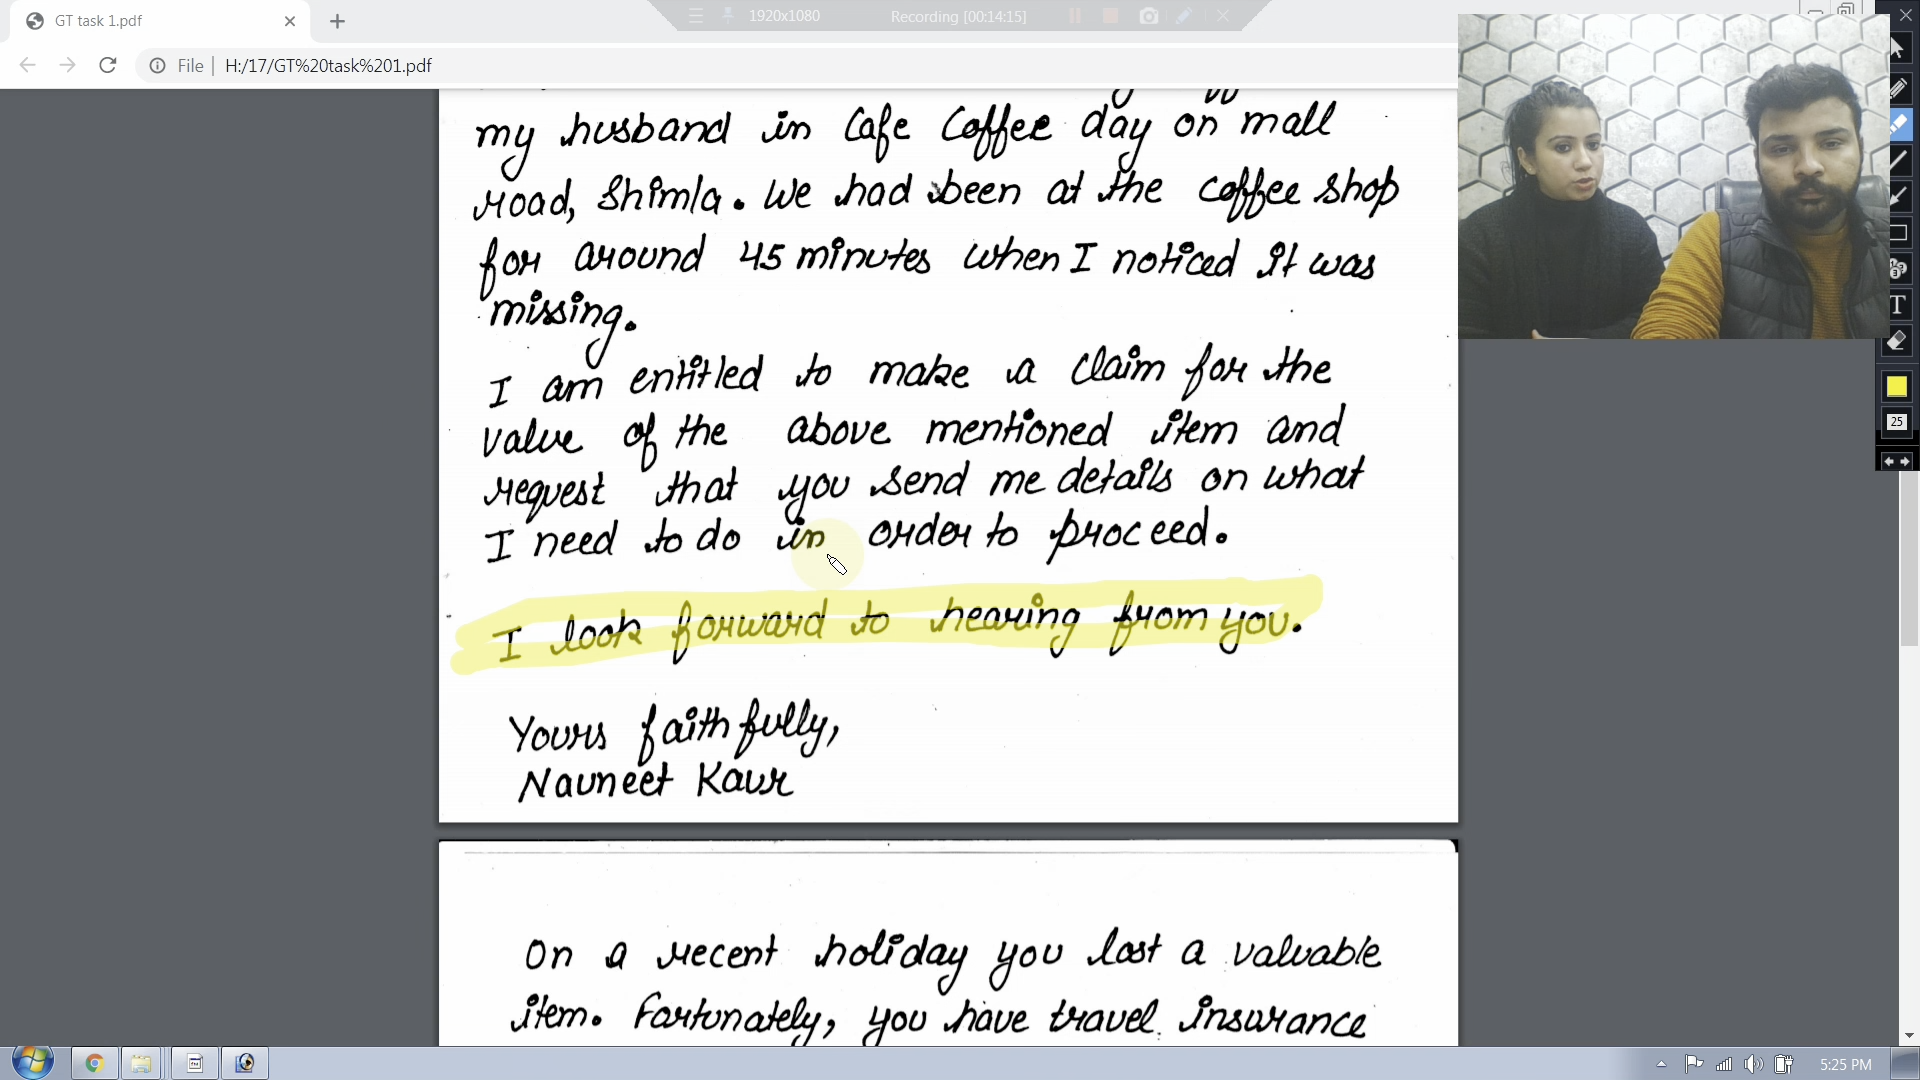 GT task 1.pdf
1920x1080
Recording [00:14:15]
File
H:/17/GT%20task%201.pdf
my husband in Cafe Coffee day on mall
road, Shimla. We had been at the coffee shop
for around 45 minutes when I noticed it was
missing.
I am entitled to make a claim for the
value of the above mentioned item and
request that you send me details on what
I need to do in order to proceed.
I look forward to hearing from you.
Yours faithfully,
Navneet Kaur
On a recent holiday you lost a valuable
item. Fortunately, you have travel insurance
T
25
5:25 PM